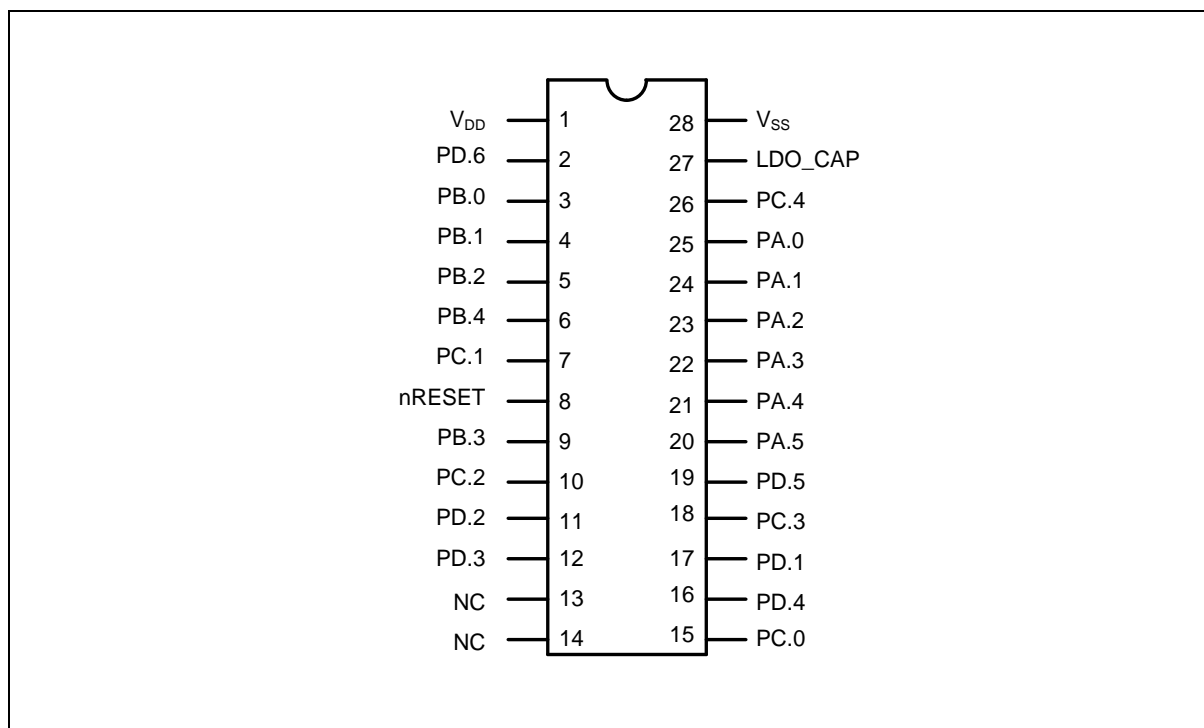 V_DD 1 28 V_SS
PD.6 2 27 LDO_CAP
PB.0 3 26 PC.4
PB.1 4 25 PA.0
PB.2 5 24 PA.1
PB.4 6 23 PA.2
PC.1 7 22 PA.3
nRESET 8 21 PA.4
PB.3 9 20 PA.5
PC.2 10 19 PD.5
PD.2 11 18 PC.3
PD.3 12 17 PD.1
NC 13 16 PD.4
NC 14 15 PC.0